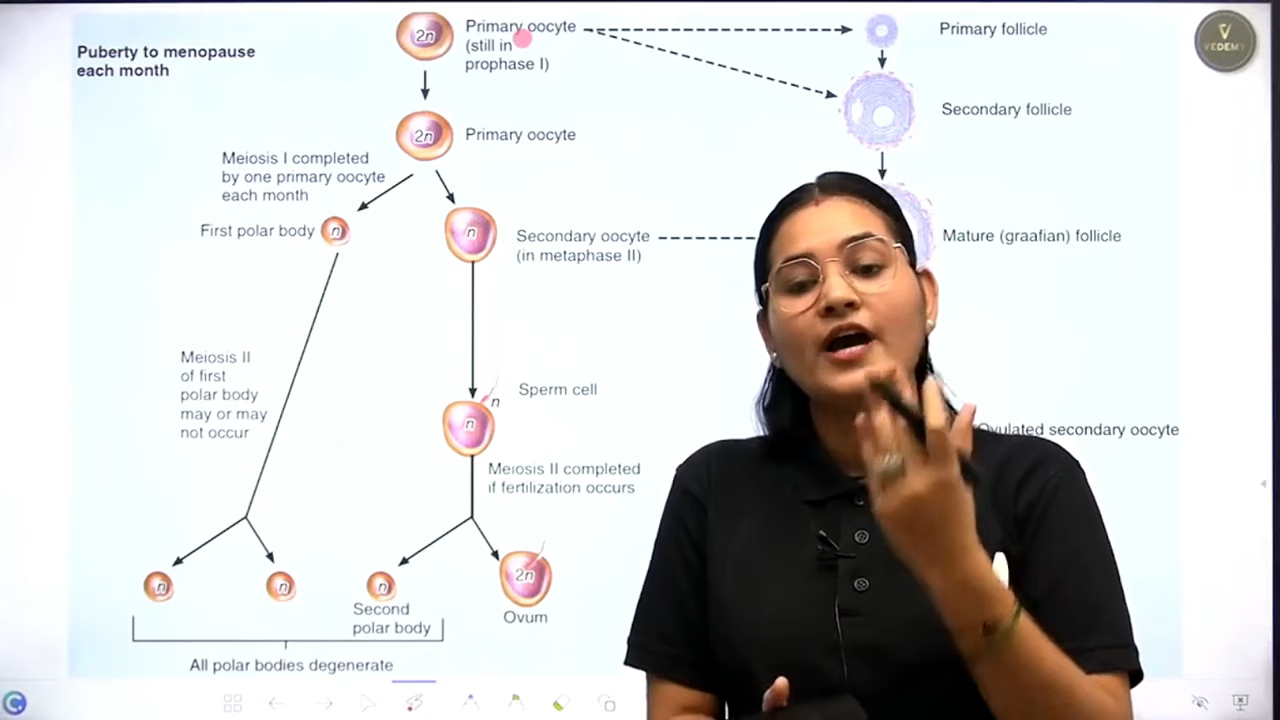 Puberty to menopause
each month
2n
Primary oocyte
(still in
prophase I)
Primary follicle
VEDEMY
Secondary follicle
2n
Primary oocyte
Meiosis I completed
by one primary oocyte
each month
First polar body
n
n
Secondary oocyte
(in metaphase II)
Mature (graafian) follicle
Meiosis II
of first
polar body
may or may
not occur
Sperm cell
n
n
Ovulated secondary oocyte
Meiosis II completed
if fertilization occurs
n
n
n
2n
Second
polar body
Ovum
All polar bodies degenerate